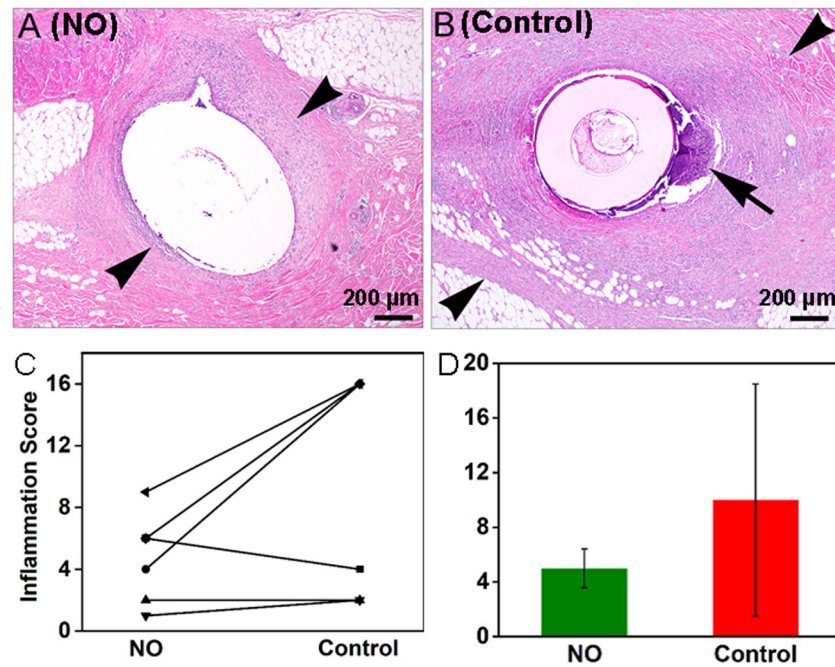 A (NO)
200 µm
B (Control)
200 µm
C
Inflammation Score
16
12
8
4
0
NO
Control
D
20
16
12
8
4
0
NO
Control